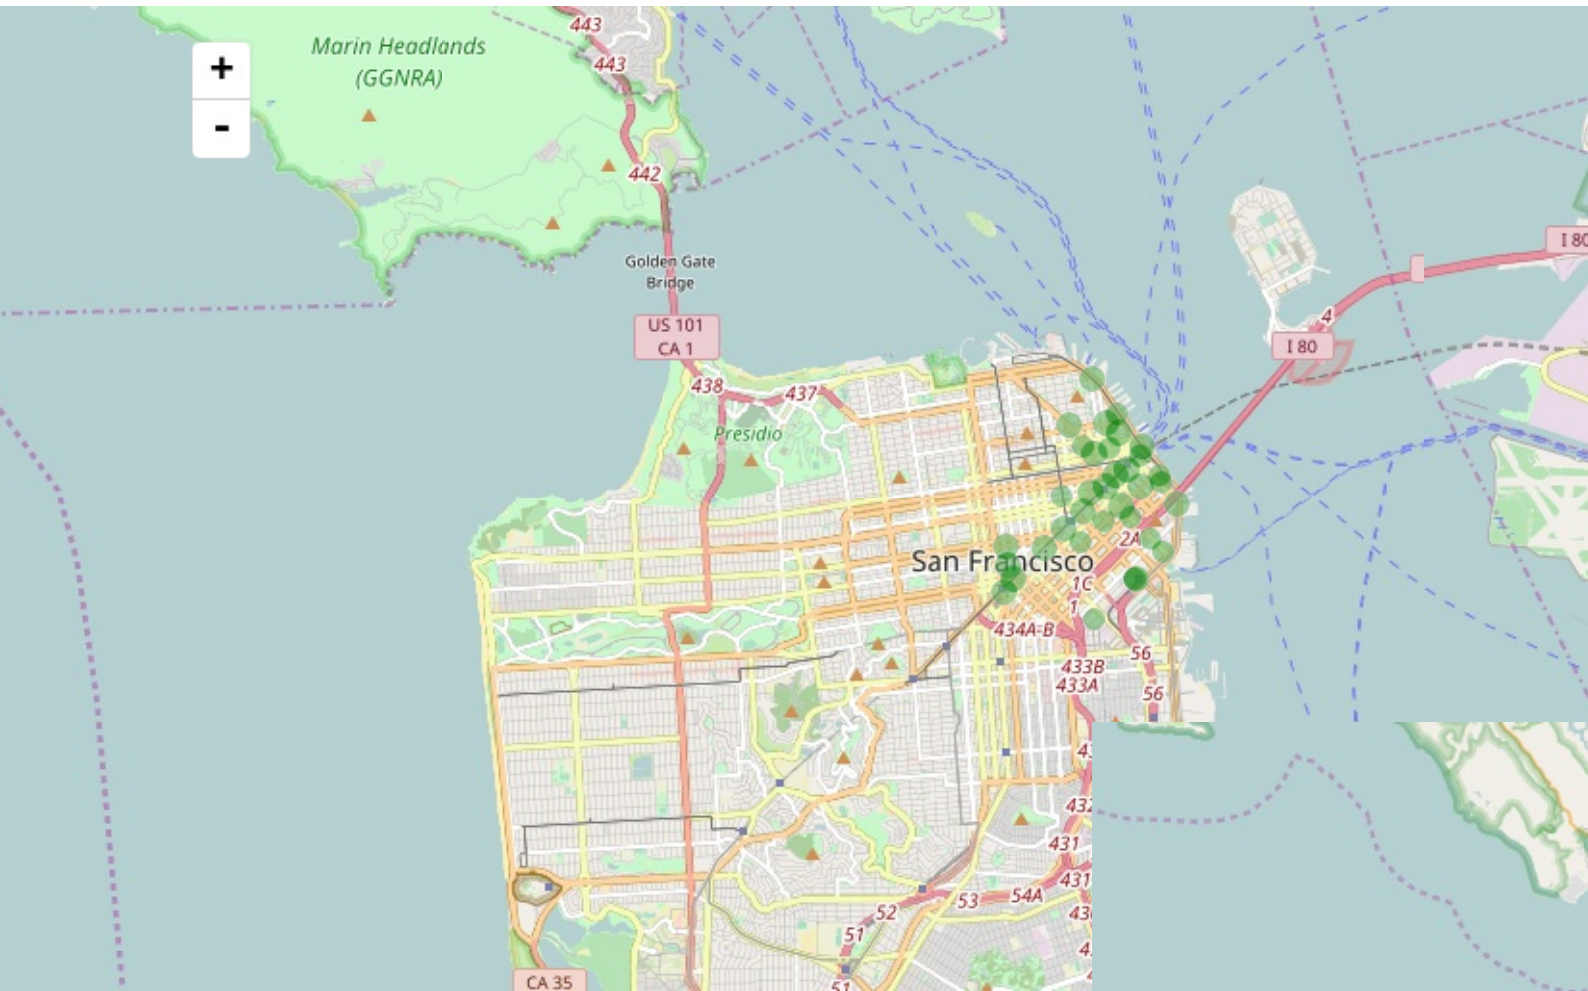 443
Marin Headlands
(GGNRA)
443
+
-
442
I 80
Golden Gate
Bridge
4
US 101
CA 1
I 80
438
437
Presidio
2A
San Francisco
1C
1
434A-B
56
433B
433A
56
432
431
431
54A
53
52
51
CA 35
51